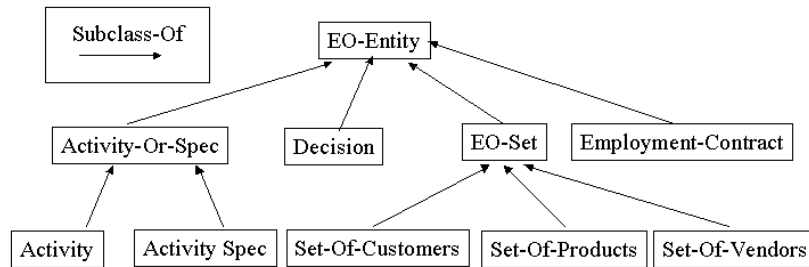 Subclass-Of
EO-Entity
Activity-Or-Spec
Decision
EO-Set
Employment-Contract
Activity
Activity Spec
Set-Of-Customers
Set-Of-Products
Set-Of-Vendors